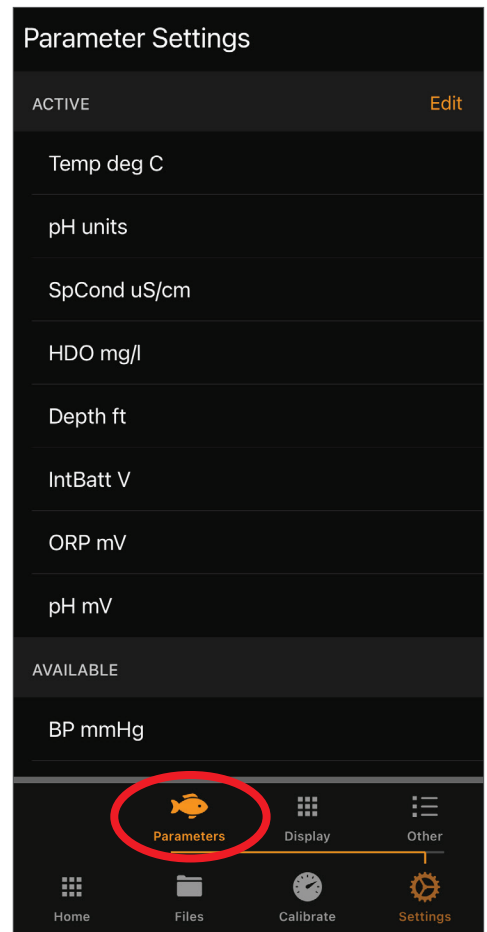 Parameter Settings
ACTIVE Edit
Temp deg C
pH units
SpCond uS/cm
HDO mg/l
Depth ft
IntBatt V
ORP mV
pH mV
AVAILABLE
BP mmHg
Parameters Display Other
Home Files Calibrate Settings